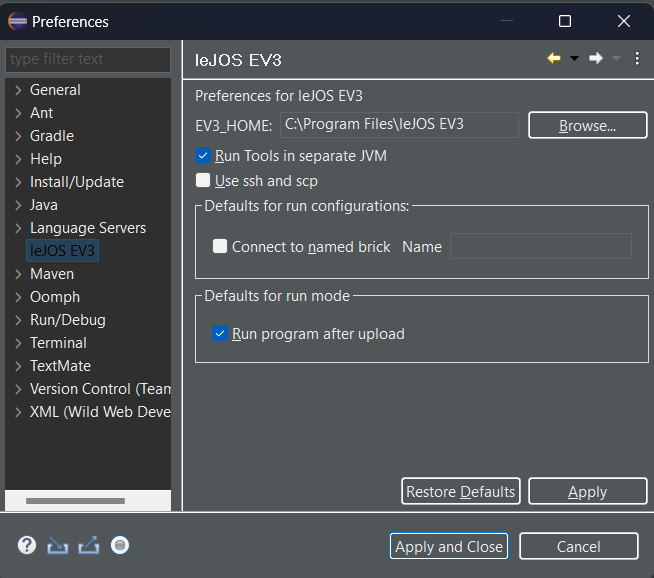 Preferences
type filter text
General
Ant
Gradle
Help
Install/Update
Java
Language Servers
leJOS EV3
Maven
Oomph
Run/Debug
Terminal
TextMate
Version Control (Team
XML (Wild Web Deve
leJOS EV3
Preferences for leJOS EV3
EV3_HOME: C:\Program Files\leJOS EV3 Browse...
Run Tools in separate JVM
Use ssh and scp
Defaults for run configurations:
Connect to named brick Name
Defaults for run mode
Run program after upload
Restore Defaults Apply
Apply and Close Cancel